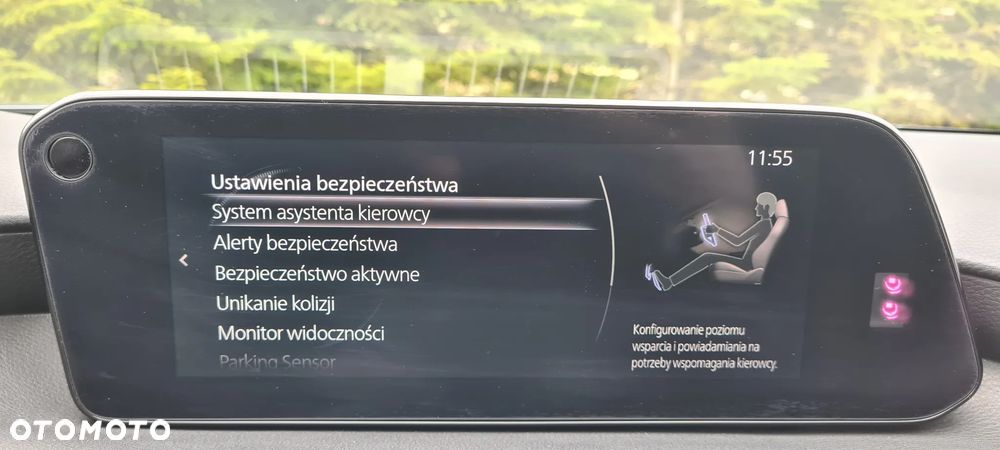 11:55
Ustawienia bezpieczeństwa
System asystenta kierowcy
Alerty bezpieczeństwa
Bezpieczeństwo aktywne
Unikanie kolizji
Monitor widoczności
Parking Sensor
Konfigurowanie poziomu
wsparcia i powiadamiania na
potrzeby wspomagania kierowcy.
OTOMOTO